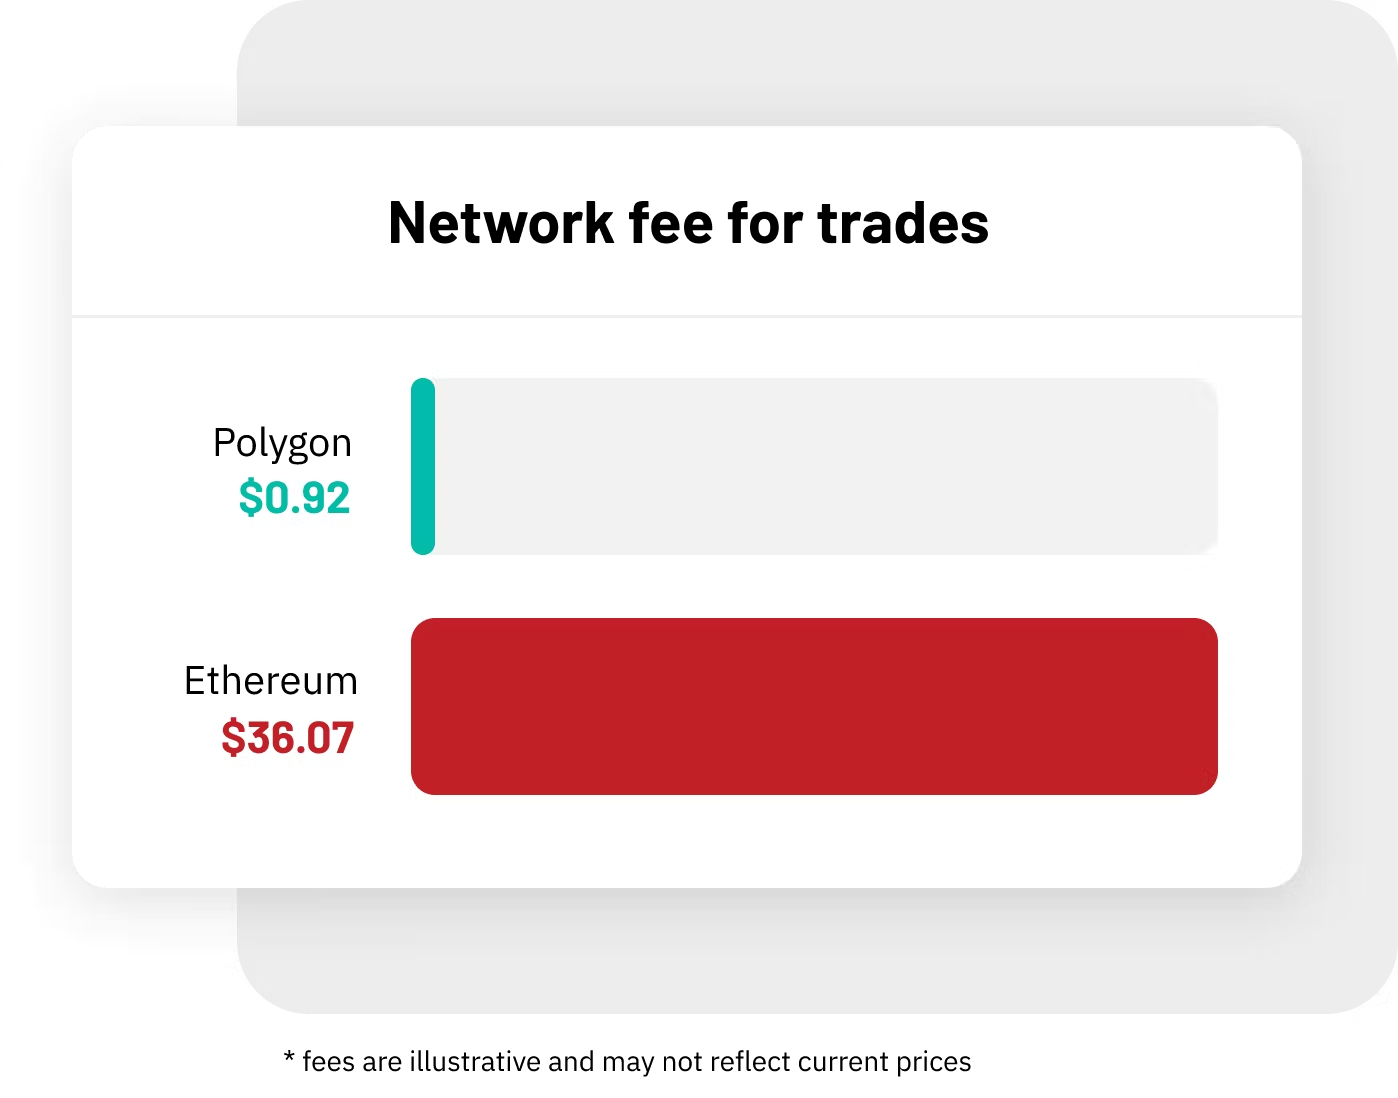 Network fee for trades
Polygon
$0.92
Ethereum
$36.07
* fees are illustrative and may not reflect current prices